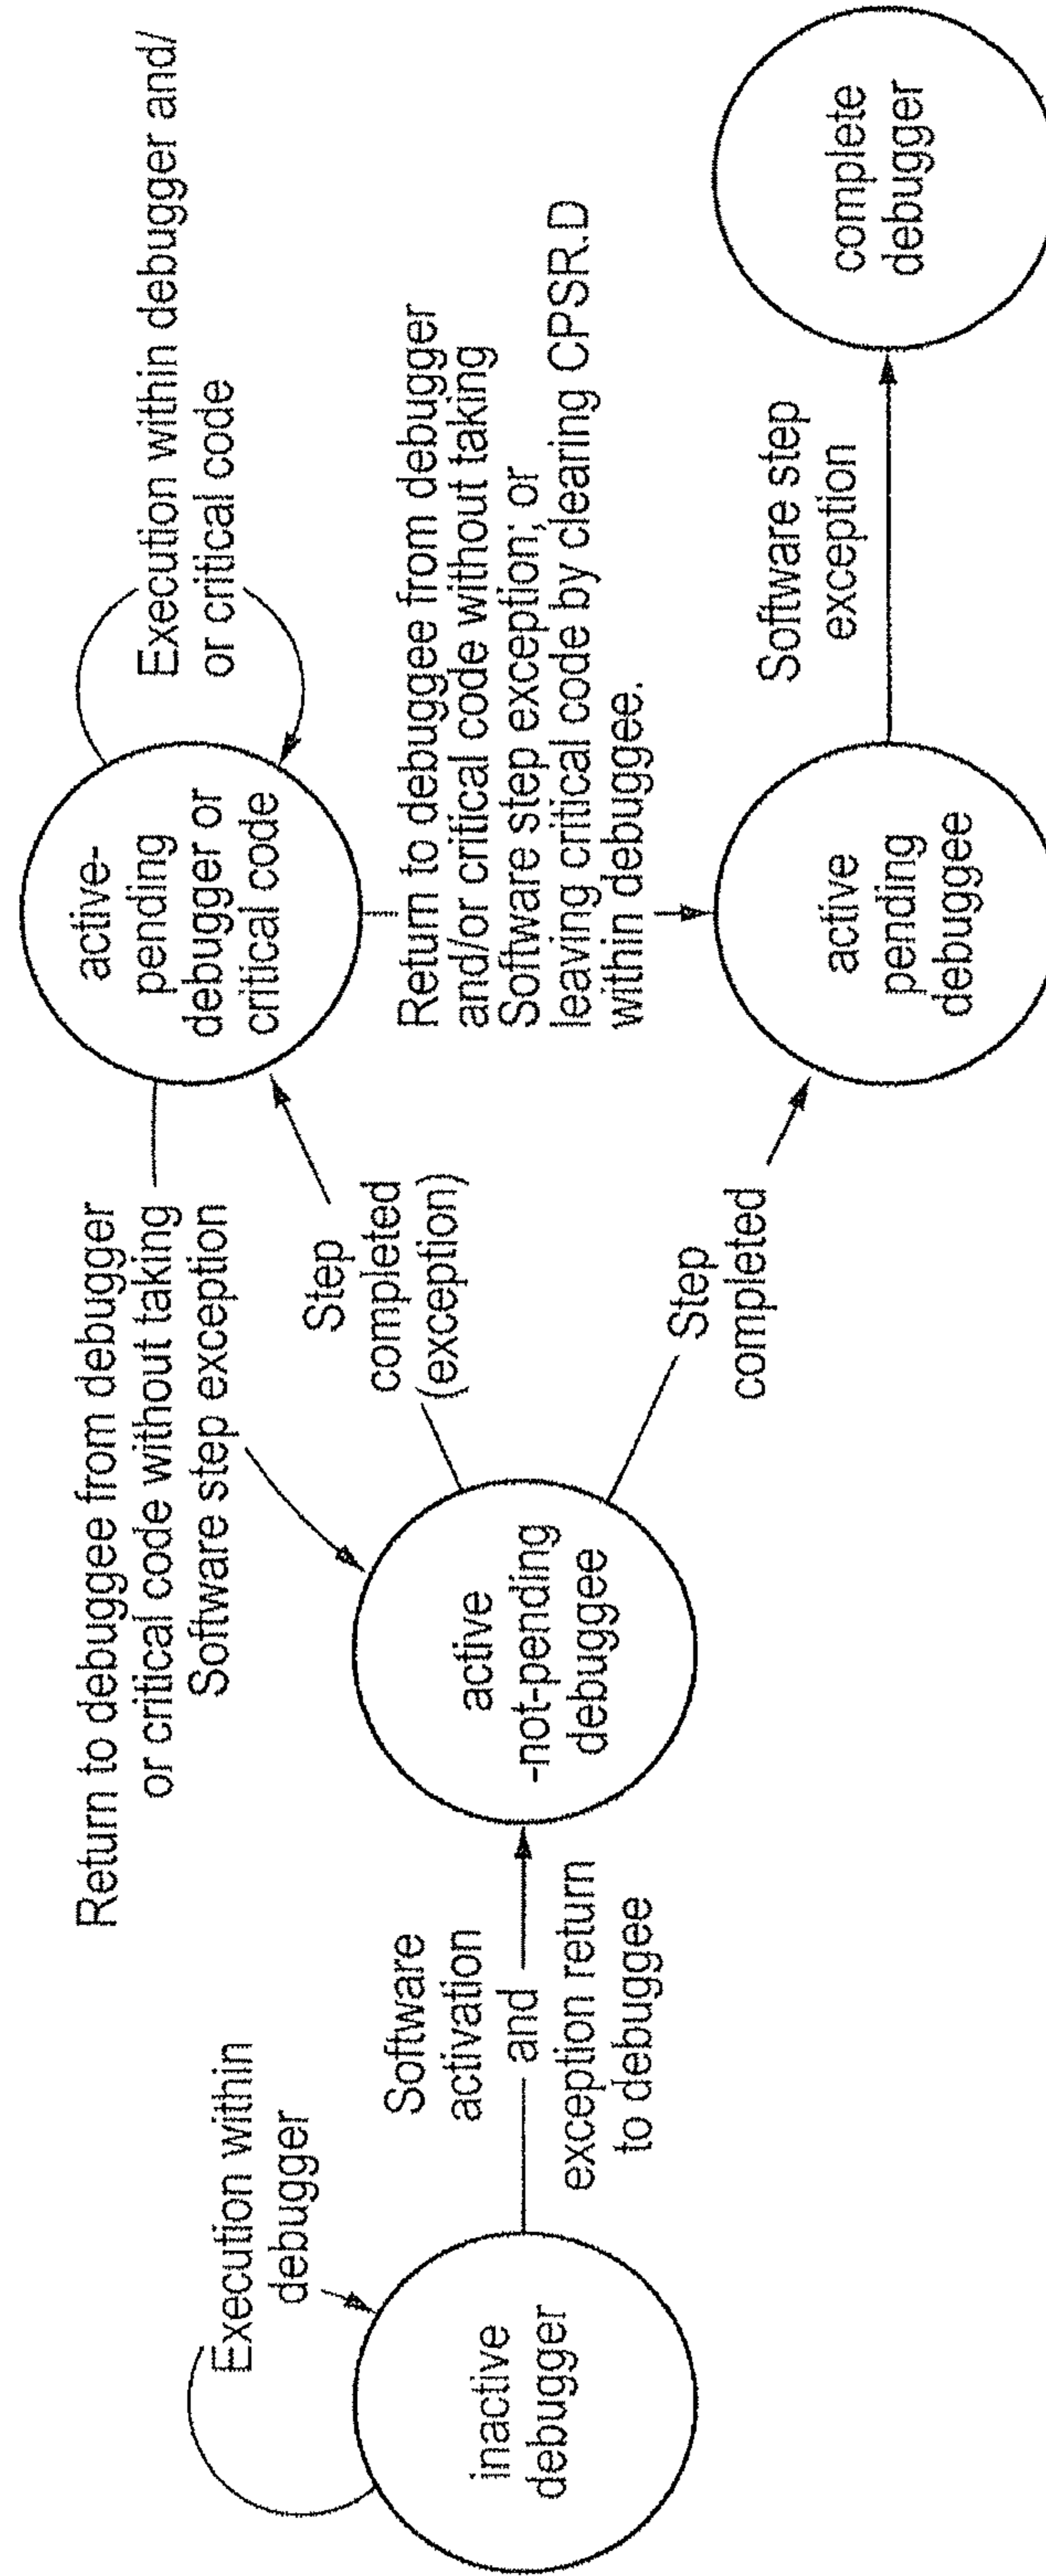 Execution within
debugger
inactive
debugger
Software
activation
and
exception return
to debuggee
Return to debuggee from debugger
or critical code without taking
Software step exception
active
-not-pending
debuggee
Step
completed
(exception)
Step
completed
active-
pending
debugger or
critical code
Execution within debugger and/
or critical code
Return to debuggee from debugger
and/or critical code without taking
Software step exception; or
leaving critical code by clearing CPSR.D
within debuggee.
active
pending
debuggee
Software step
exception
complete
debugger